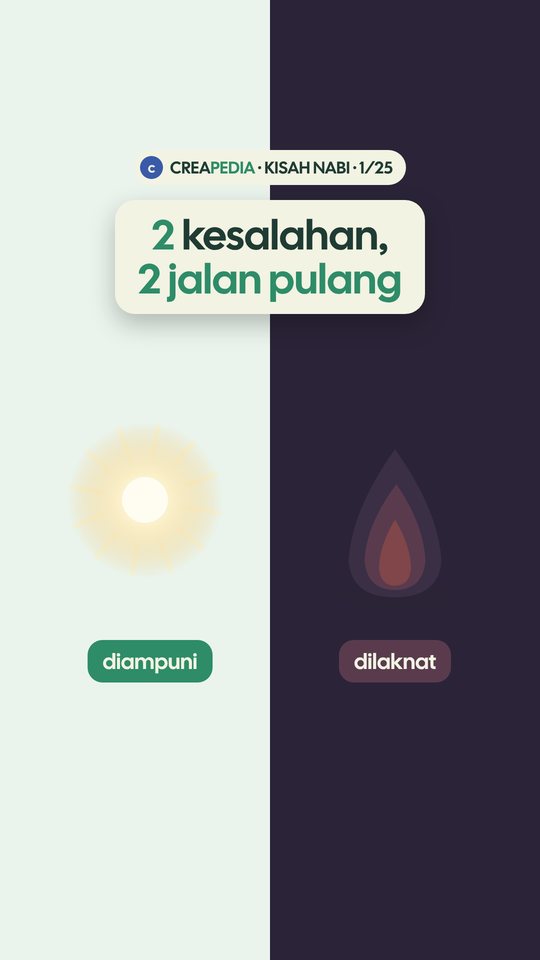 c CREAPEDIA · KISAH NABI · 1/25
2 kesalahan,
2 jalan pulang
diampuni
dilaknat